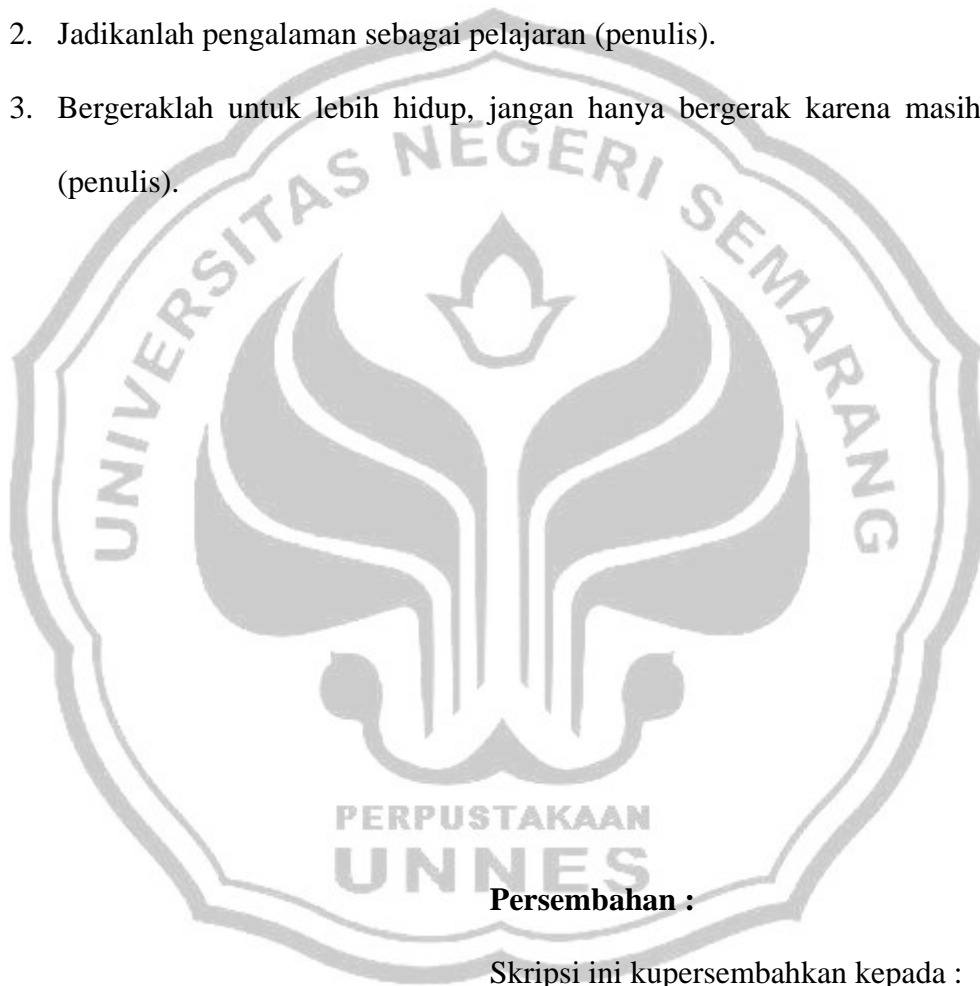 2. Jadikanlah pengalaman sebagai pelajaran (penulis).
3. Bergeraklah untuk lebih hidup, jangan hanya bergerak karena masih
(penulis).
UNIVERSITAS NEGERI SEMARANG
PERPUSTAKAAN
UNNES
Persembahan :
Skripsi ini kupersembahkan kepada :